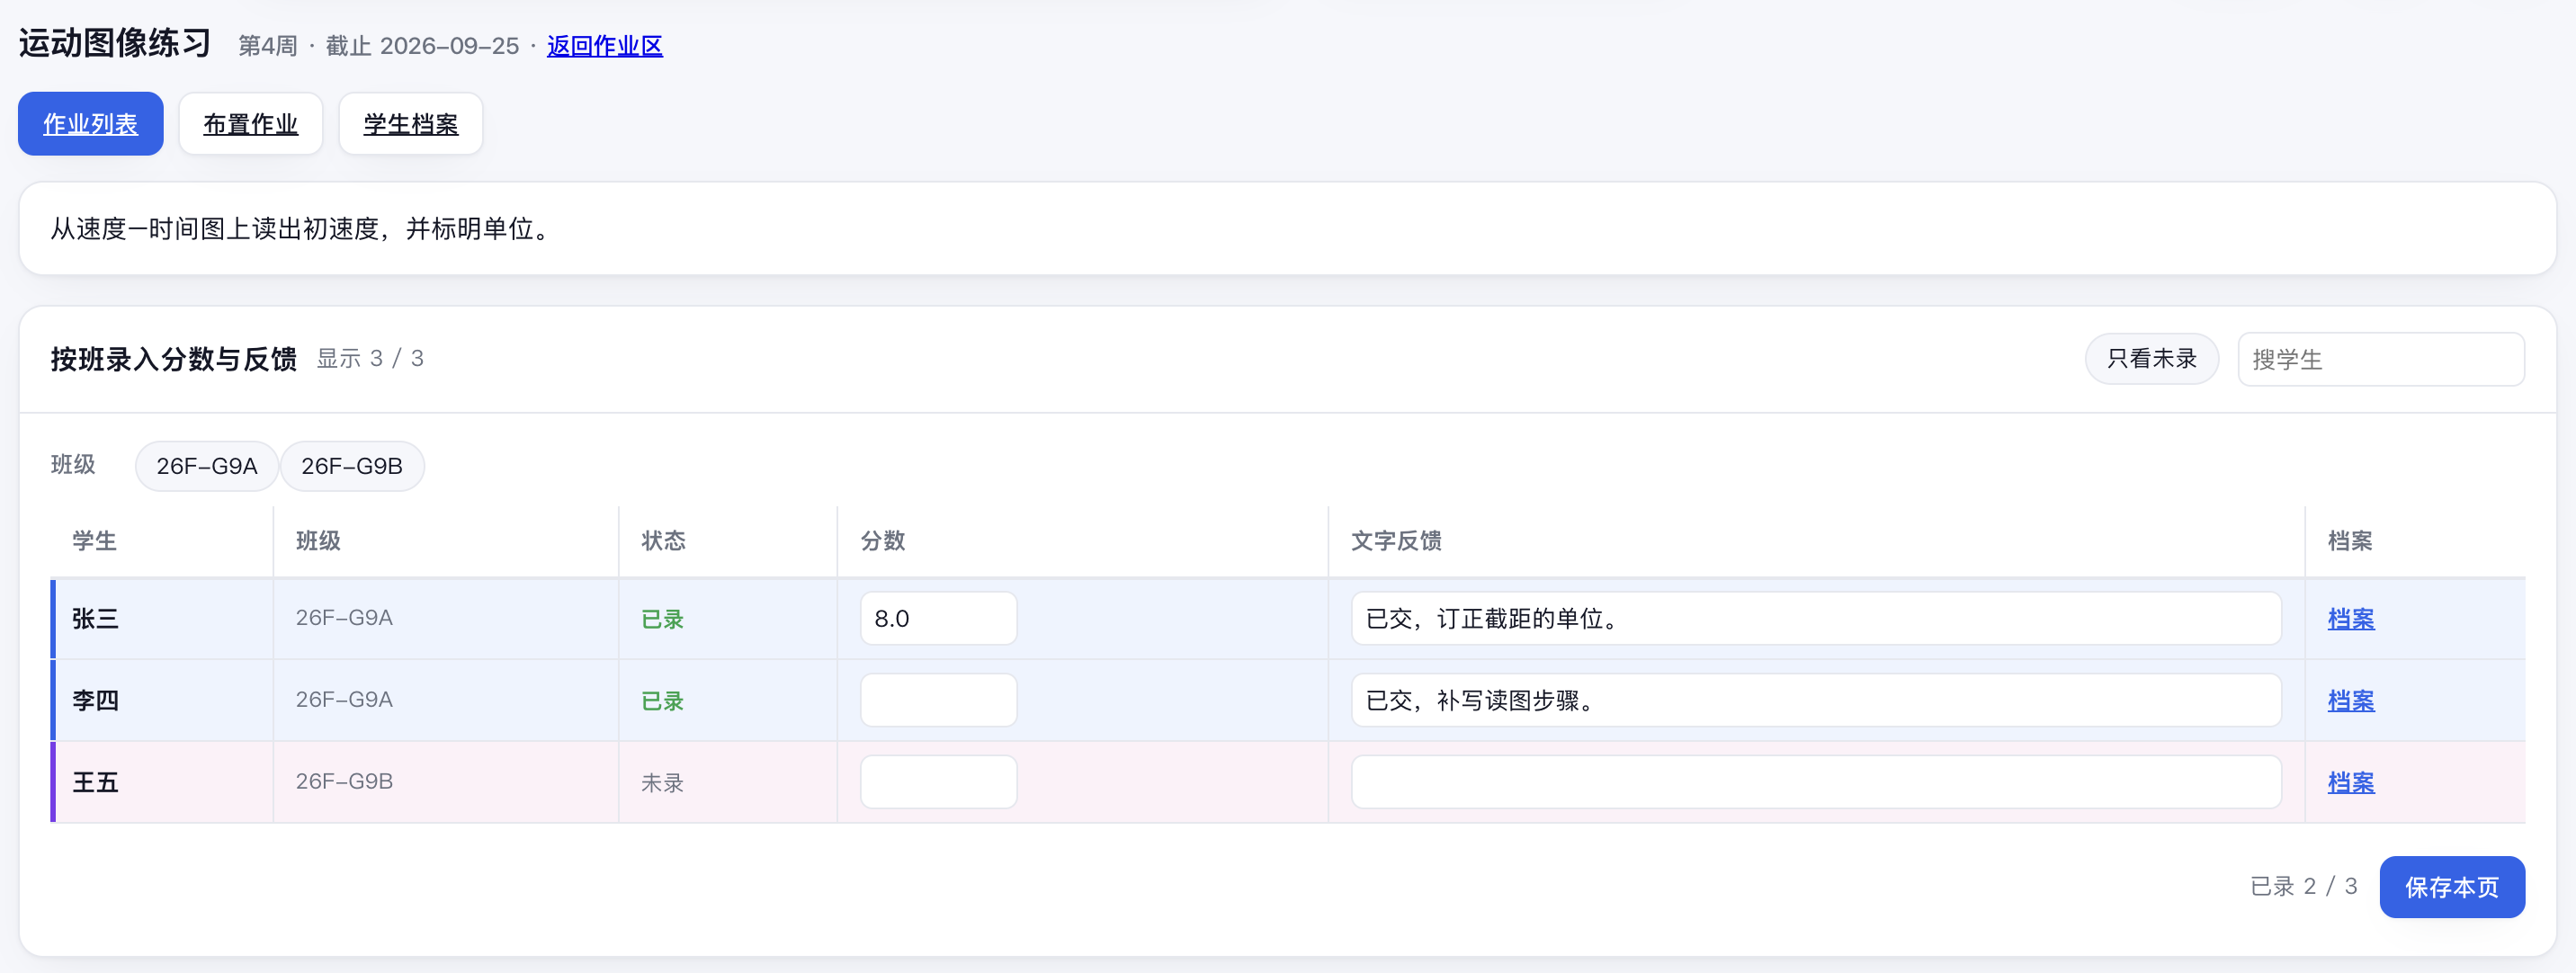 运动图像练习 第4周 · 截止 2026-09-25 · 返回作业区
作业列表 布置作业 学生档案
从速度—时间图上读出初速度，并标明单位。
按班录入分数与反馈 显示 3 / 3 只看未录 搜学生
班级 26F-G9A 26F-G9B
学生 班级 状态 分数 文字反馈 档案
张三 26F-G9A 已录 8.0 已交，订正截距的单位。 档案
李四 26F-G9A 已录 已交，补写读图步骤。 档案
王五 26F-G9B 未录 档案
已录 2 / 3 保存本页